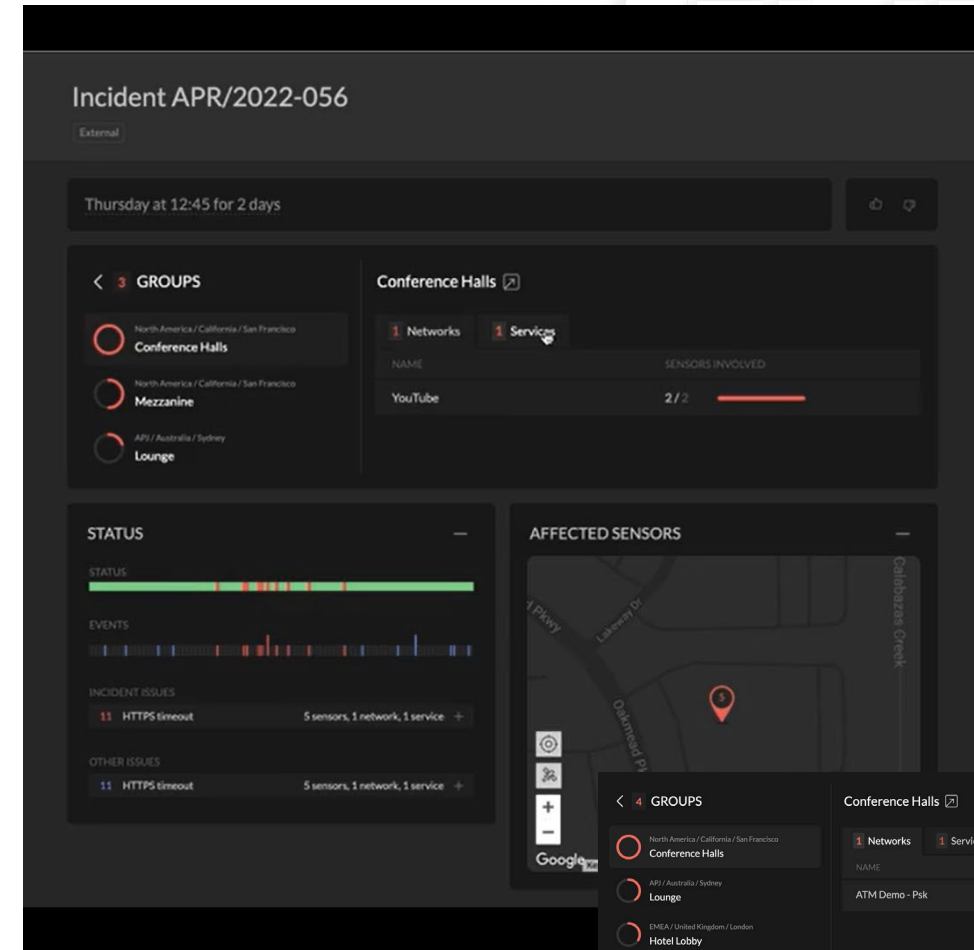 Incident APR/2022-056
External
Thursday at 12:45 for 2 days
3 GROUPS
North America / California / San Francisco
Conference Halls
North America / California / San Francisco
Mezzanine
APJ / Australia / Sydney
Lounge
Conference Halls
1 Networks 1 Services
NAME SENSORS INVOLVED
YouTube 2 / 2
STATUS
STATUS
EVENTS
INCIDENT ISSUES
11 HTTPS timeout 5 sensors, 1 network, 1 service +
OTHER ISSUES
11 HTTPS timeout 5 sensors, 1 network, 1 service +
AFFECTED SENSORS
Calabazas Creek
d Pkwy
Lakeway Dr
Oakmead Pk
5
+
−
Google
4 GROUPS
North America / California / San Francisco
Conference Halls
APJ / Australia / Sydney
Lounge
EMEA / United Kingdom / London
Hotel Lobby
Conference Halls
1 Networks 1 Servi
NAME
ATM Demo - Psk